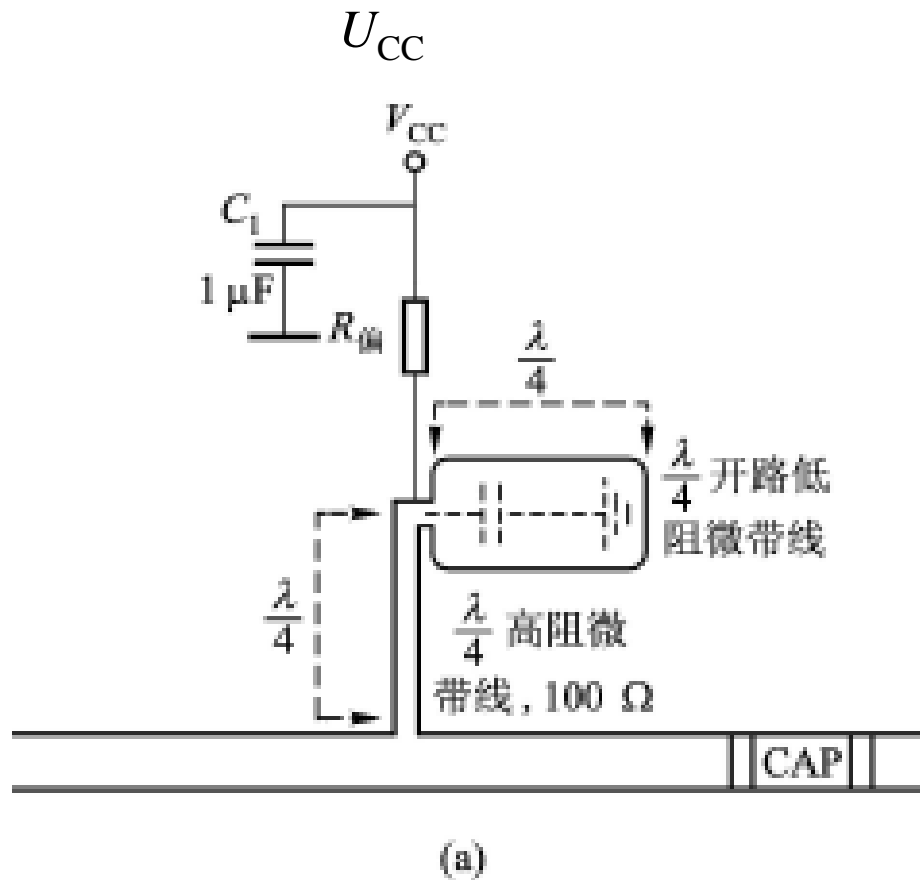 U_CC
V_CC
C_1
1 μF
R_偏
λ/4
λ/4 开路低
阻微带线
λ/4
λ/4 高阻微
带线, 100 Ω
CAP
(a)